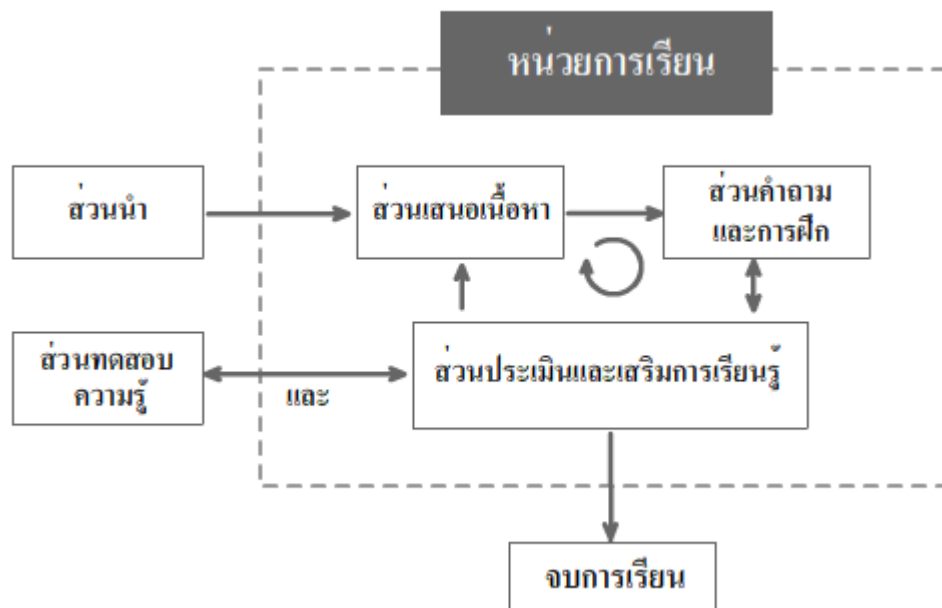 หน่วยการเรียน
ส่วนนำ
ส่วนเสนอเนื้อหา
ส่วนคำถาม
และการฝึก
ส่วนทดสอบ
ความรู้
และ
ส่วนประเมินและเสริมการเรียนรู้
จบการเรียน